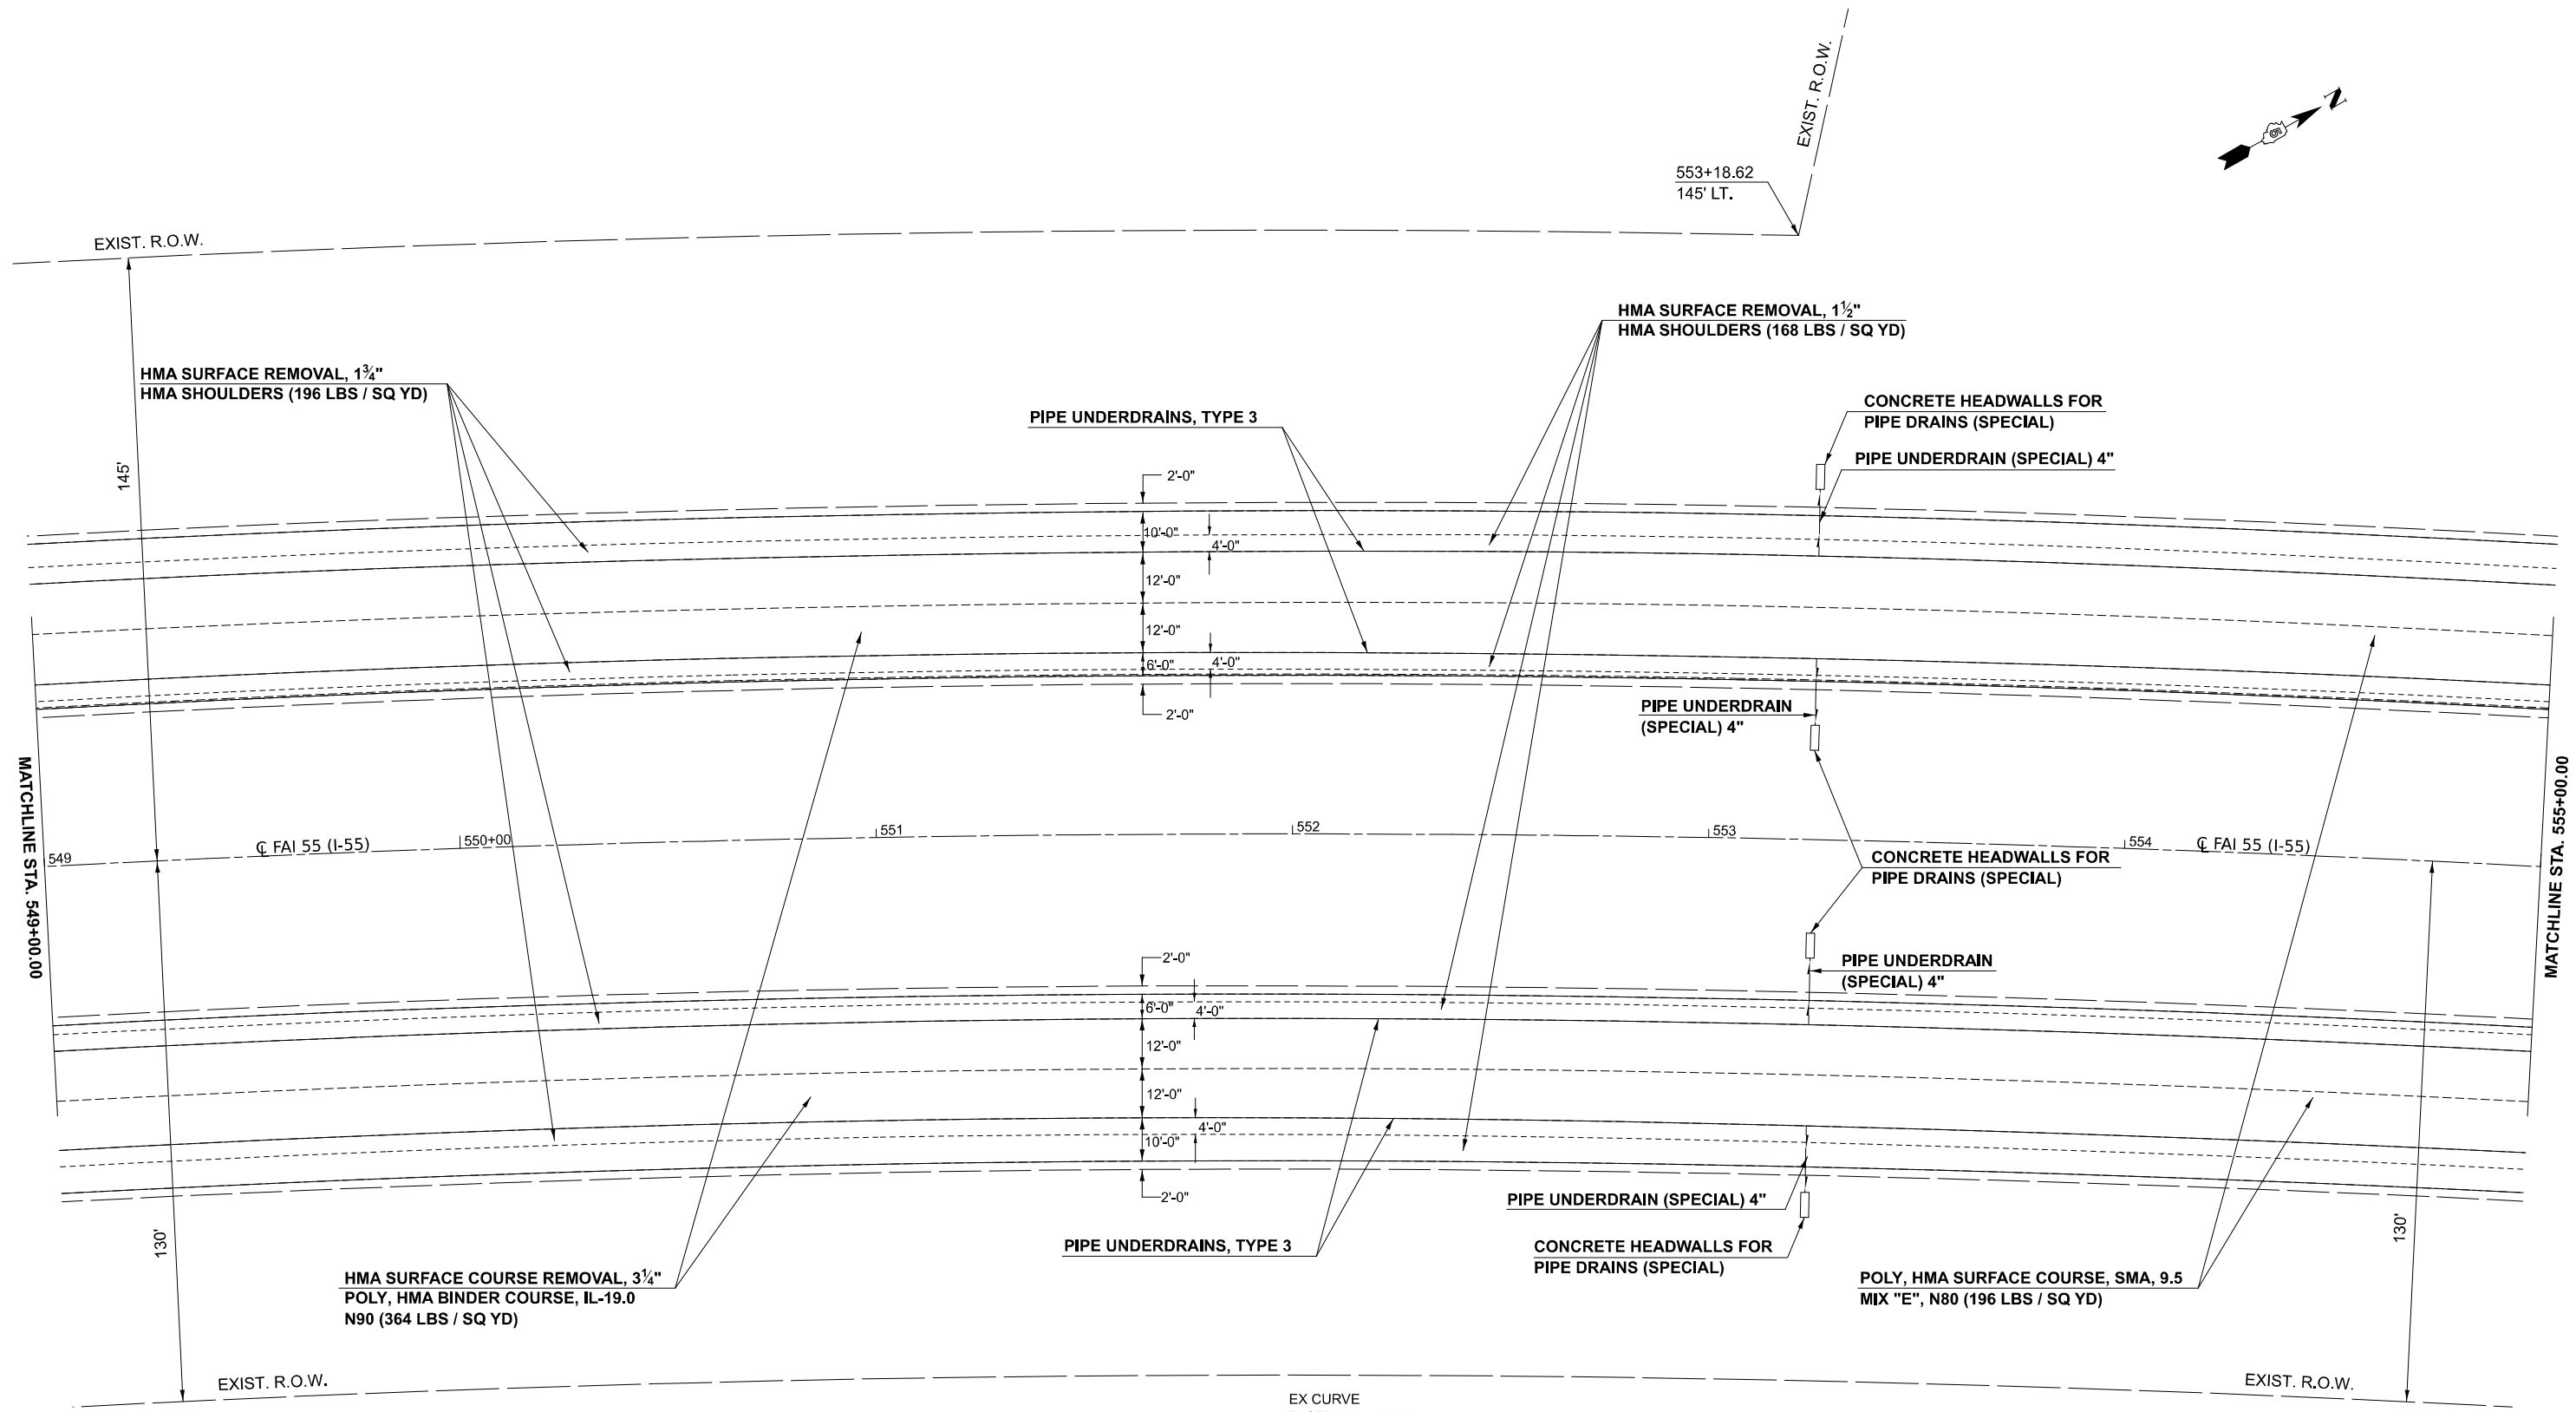 EXIST. R.O.W.
N
553+18.62
145' LT.
EXIST. R.O.W.
HMA SURFACE REMOVAL, 1½"
HMA SHOULDERS (168 LBS / SQ YD)
HMA SURFACE REMOVAL, 1¾"
HMA SHOULDERS (196 LBS / SQ YD)
CONCRETE HEADWALLS FOR
PIPE DRAINS (SPECIAL)
PIPE UNDERDRAINS, TYPE 3
PIPE UNDERDRAIN (SPECIAL) 4"
145'
2'-0"
10'-0"
4'-0"
12'-0"
12'-0"
6'-0"
4'-0"
2'-0"
PIPE UNDERDRAIN
(SPECIAL) 4"
MATCHLINE STA. 549+00.00
MATCHLINE STA. 555+00.00
549
℄ FAI 55 (I-55)
550+00
551
552
553
554
℄ FAI 55 (I-55)
CONCRETE HEADWALLS FOR
PIPE DRAINS (SPECIAL)
2'-0"
PIPE UNDERDRAIN
(SPECIAL) 4"
6'-0"
4'-0"
12'-0"
12'-0"
4'-0"
10'-0"
2'-0"
PIPE UNDERDRAIN (SPECIAL) 4"
130'
130'
PIPE UNDERDRAINS, TYPE 3
CONCRETE HEADWALLS FOR
PIPE DRAINS (SPECIAL)
HMA SURFACE COURSE REMOVAL, 3¼"
POLY, HMA BINDER COURSE, IL-19.0
N90 (364 LBS / SQ YD)
POLY, HMA SURFACE COURSE, SMA, 9.5
MIX "E", N80 (196 LBS / SQ YD)
EXIST. R.O.W.
EXIST. R.O.W.
EX CURVE